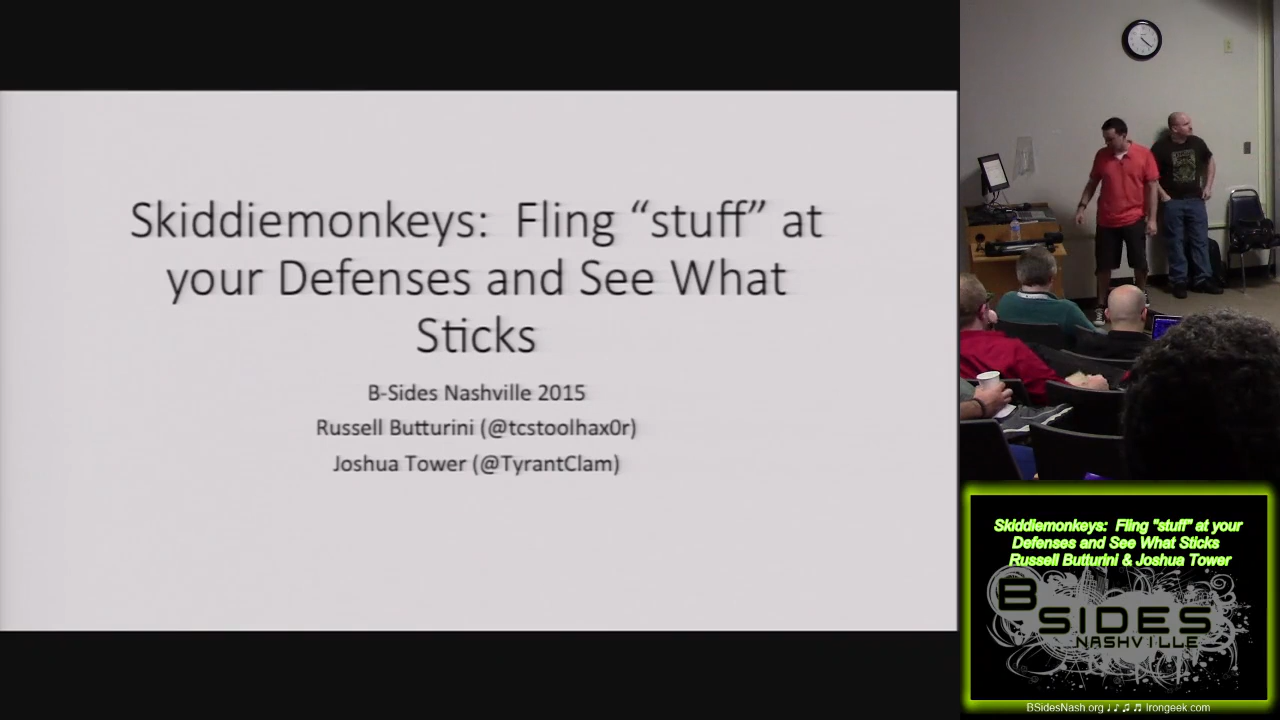 Skiddiemonkeys: Fling “stuff” at
your Defenses and See What
Sticks
B-Sides Nashville 2015
Russell Butturini (@tcstoolhax0r)
Joshua Tower (@TyrantClam)
Skiddiemonkeys: Fling "stuff" at your
Defenses and See What Sticks
Russell Butturini & Joshua Tower
BSIDES
NASHVILLE
BSidesNash.org ♩♪♫♬ Irongeek.com